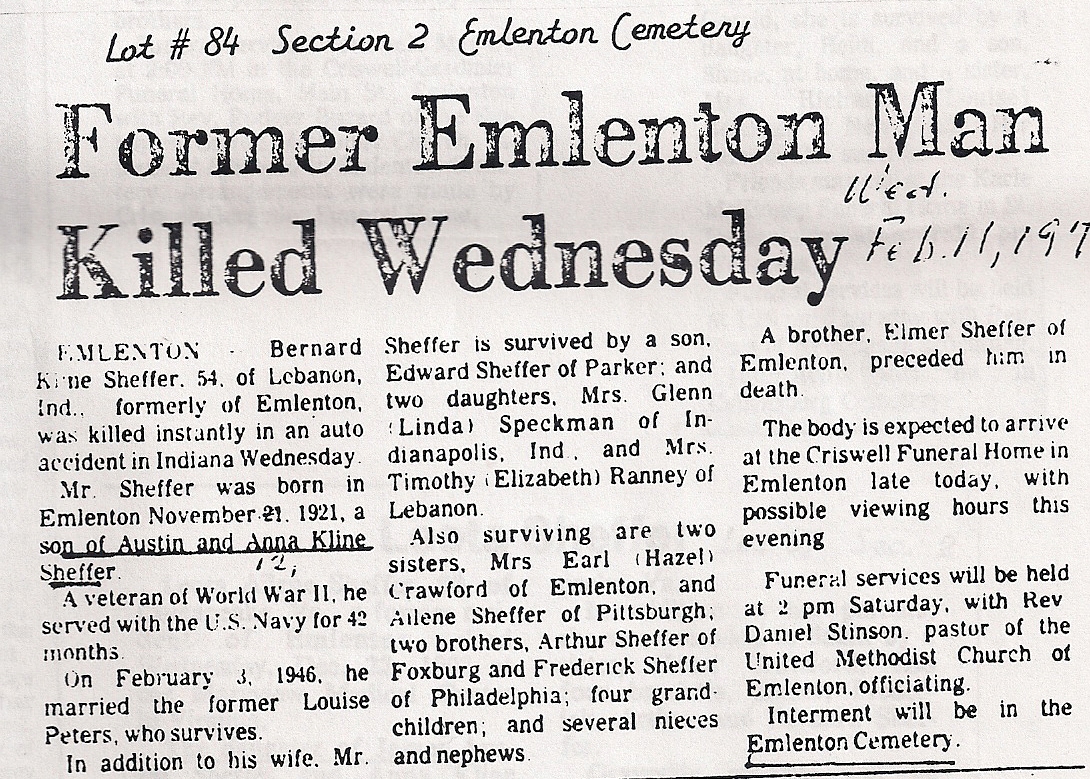 Lot # 84 Section 2 Emlenton Cemetery
Former Emlenton Man
Killed Wednesday
Wed.
Feb. 11, 197
EMLENTON - Bernard
Kline Sheffer, 54, of Lebanon,
Ind., formerly of Emlenton,
was killed instantly in an auto
accident in Indiana Wednesday.
Mr. Sheffer was born in
Emlenton November 21, 1921, a
son of Austin and Anna Kline
Sheffer.
12,
A veteran of World War II, he
served with the U.S. Navy for 42
months.
On February 3, 1946, he
married the former Louise
Peters, who survives.
In addition to his wife, Mr.
Sheffer is survived by a son,
Edward Sheffer of Parker; and
two daughters, Mrs. Glenn
(Linda) Speckman of In-
dianapolis, Ind., and Mrs.
Timothy (Elizabeth) Ranney of
Lebanon.
Also surviving are two
sisters, Mrs Earl (Hazel)
Crawford of Emlenton, and
Ailene Sheffer of Pittsburgh;
two brothers, Arthur Sheffer of
Foxburg and Frederick Sheffer
of Philadelphia; four grand-
children; and several nieces
and nephews.
A brother, Elmer Sheffer of
Emlenton, preceded him in
death.
The body is expected to arrive
at the Criswell Funeral Home in
Emlenton late today, with
possible viewing hours this
evening
Funeral services will be held
at 2 pm Saturday, with Rev
Daniel Stinson, pastor of the
United Methodist Church of
Emlenton, officiating.
Interment will be in the
Emlenton Cemetery.